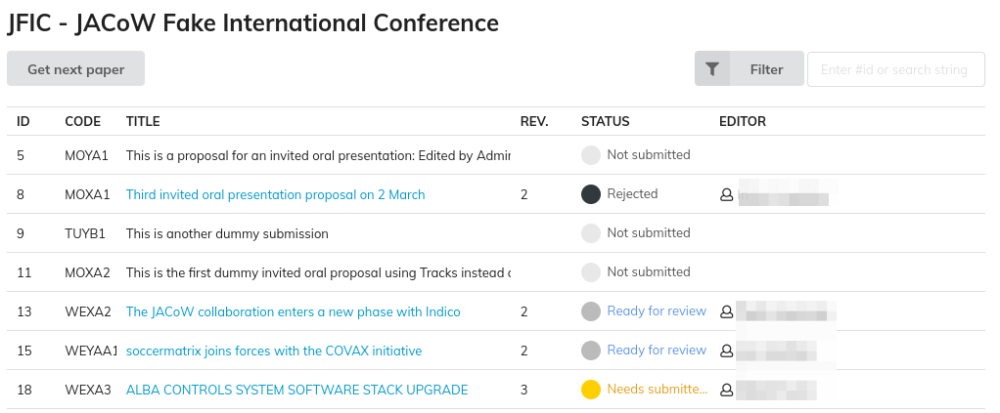 JFIC - JACoW Fake International Conference
Get next paper Filter Enter #id or search string
ID CODE TITLE REV. STATUS EDITOR
5 MOYA1 This is a proposal for an invited oral presentation: Edited by Admin Not submitted
8 MOXA1 Third invited oral presentation proposal on 2 March 2 Rejected
9 TUYB1 This is another dummy submission Not submitted
11 MOXA2 This is the first dummy invited oral proposal using Tracks instead Not submitted
13 WEXA2 The JACoW collaboration enters a new phase with Indico 2 Ready for review
15 WEYAA1 soccermatrix joins forces with the COVAX initiative 2 Ready for review
18 WEXA3 ALBA CONTROLS SYSTEM SOFTWARE STACK UPGRADE 3 Needs submitte...